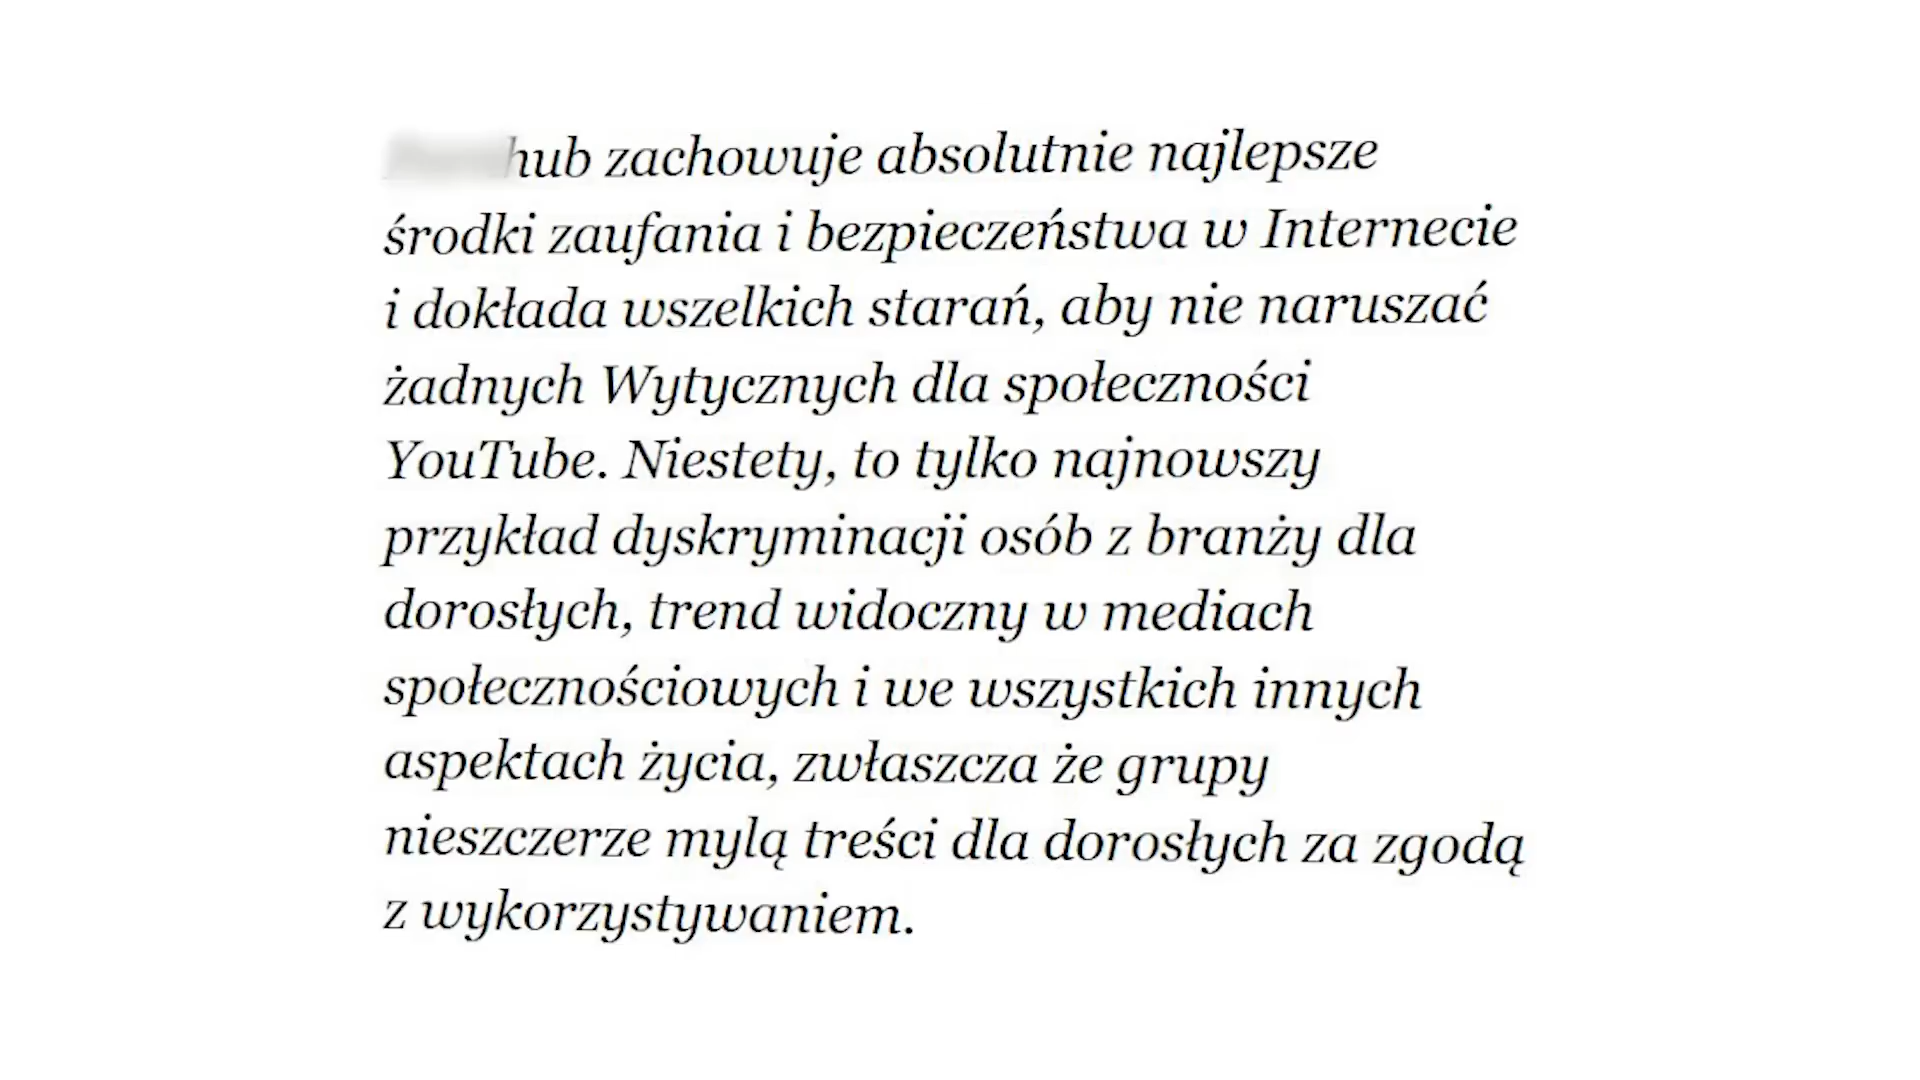 hub zachowuje absolutnie najlepsze
środki zaufania i bezpieczeństwa w Internecie
i dokłada wszelkich starań, aby nie naruszać
żadnych Wytycznych dla społeczności
YouTube. Niestety, to tylko najnowszy
przykład dyskryminacji osób z branży dla
dorosłych, trend widoczny w mediach
społecznościowych i we wszystkich innych
aspektach życia, zwłaszcza że grupy
nieszczerze mylą treści dla dorosłych za zgodą
z wykorzystywaniem.